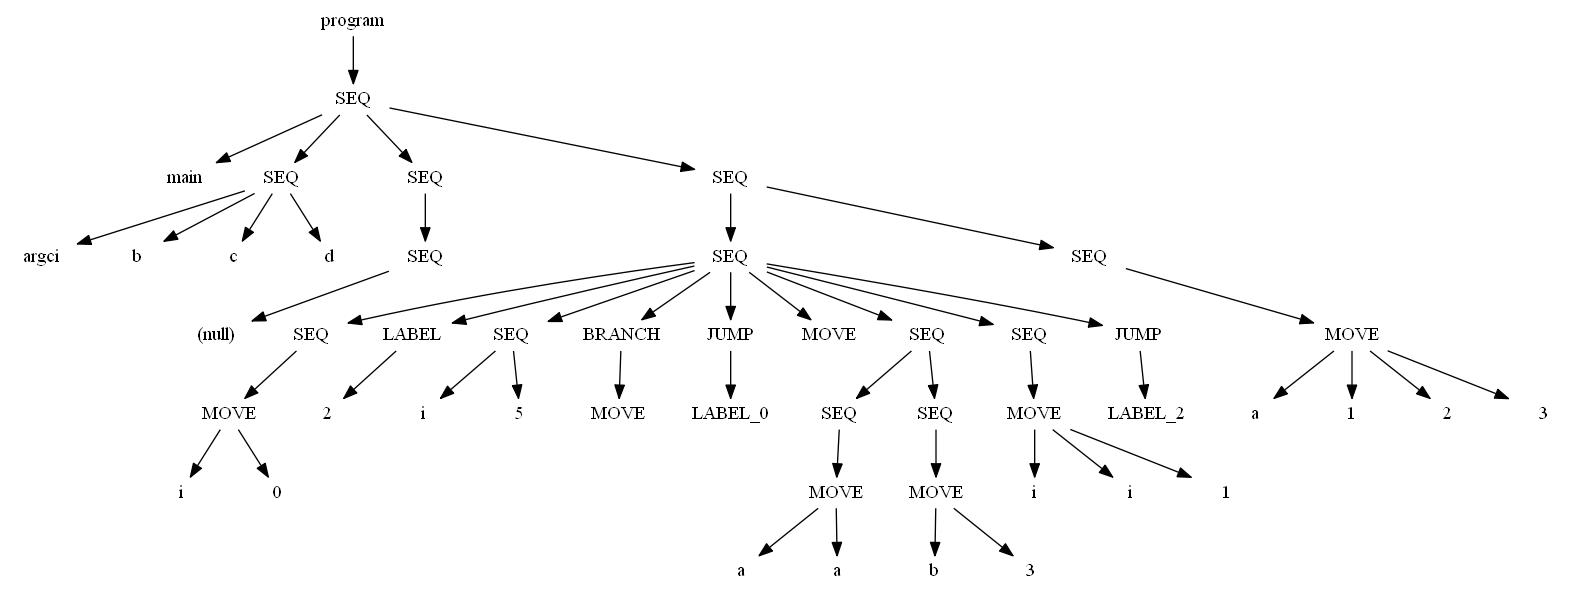 program
SEQ
main SEQ SEQ SEQ
argci b c d SEQ SEQ SEQ
(null) SEQ LABEL SEQ BRANCH JUMP MOVE SEQ SEQ JUMP MOVE
MOVE 2 i 5 MOVE LABEL_0 SEQ SEQ MOVE LABEL_2 a 1 2 3
i 0 MOVE MOVE i i 1
a a b 3